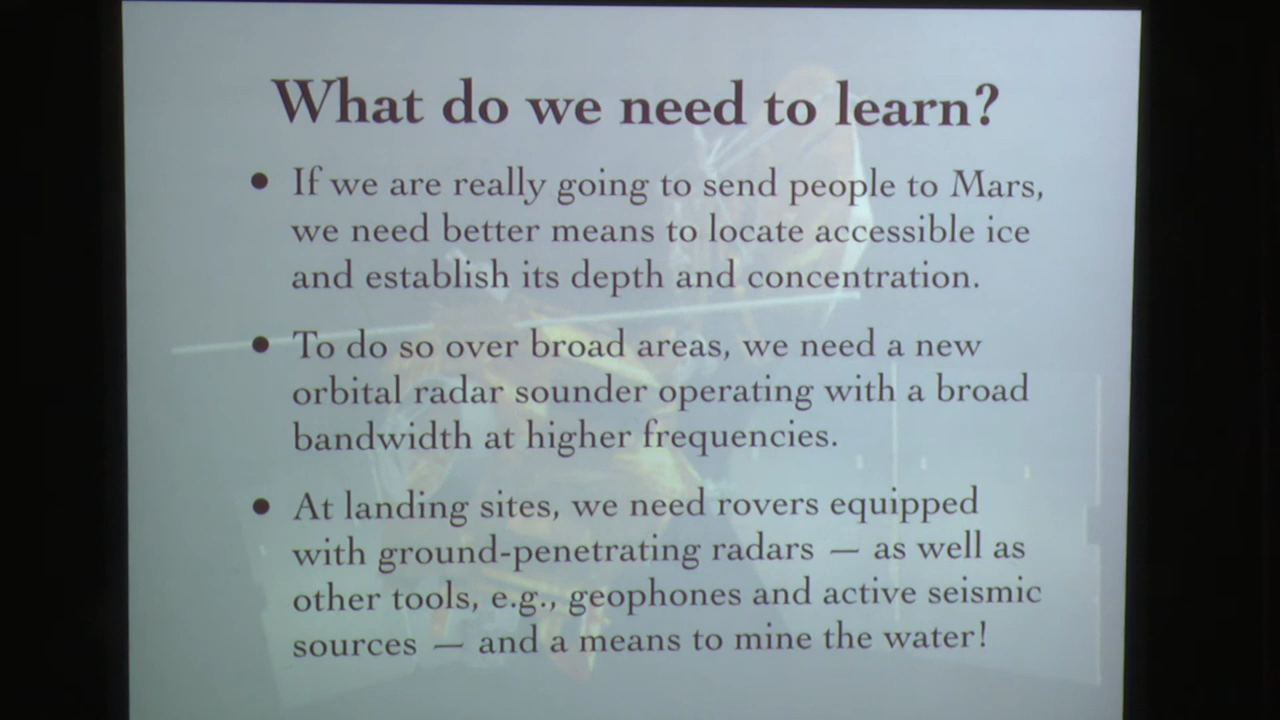 What do we need to learn?
• If we are really going to send people to Mars,
we need better means to locate accessible ice
and establish its depth and concentration.
• To do so over broad areas, we need a new
orbital radar sounder operating with a broad
bandwidth at higher frequencies.
• At landing sites, we need rovers equipped
with ground-penetrating radars — as well as
other tools, e.g., geophones and active seismic
sources — and a means to mine the water!